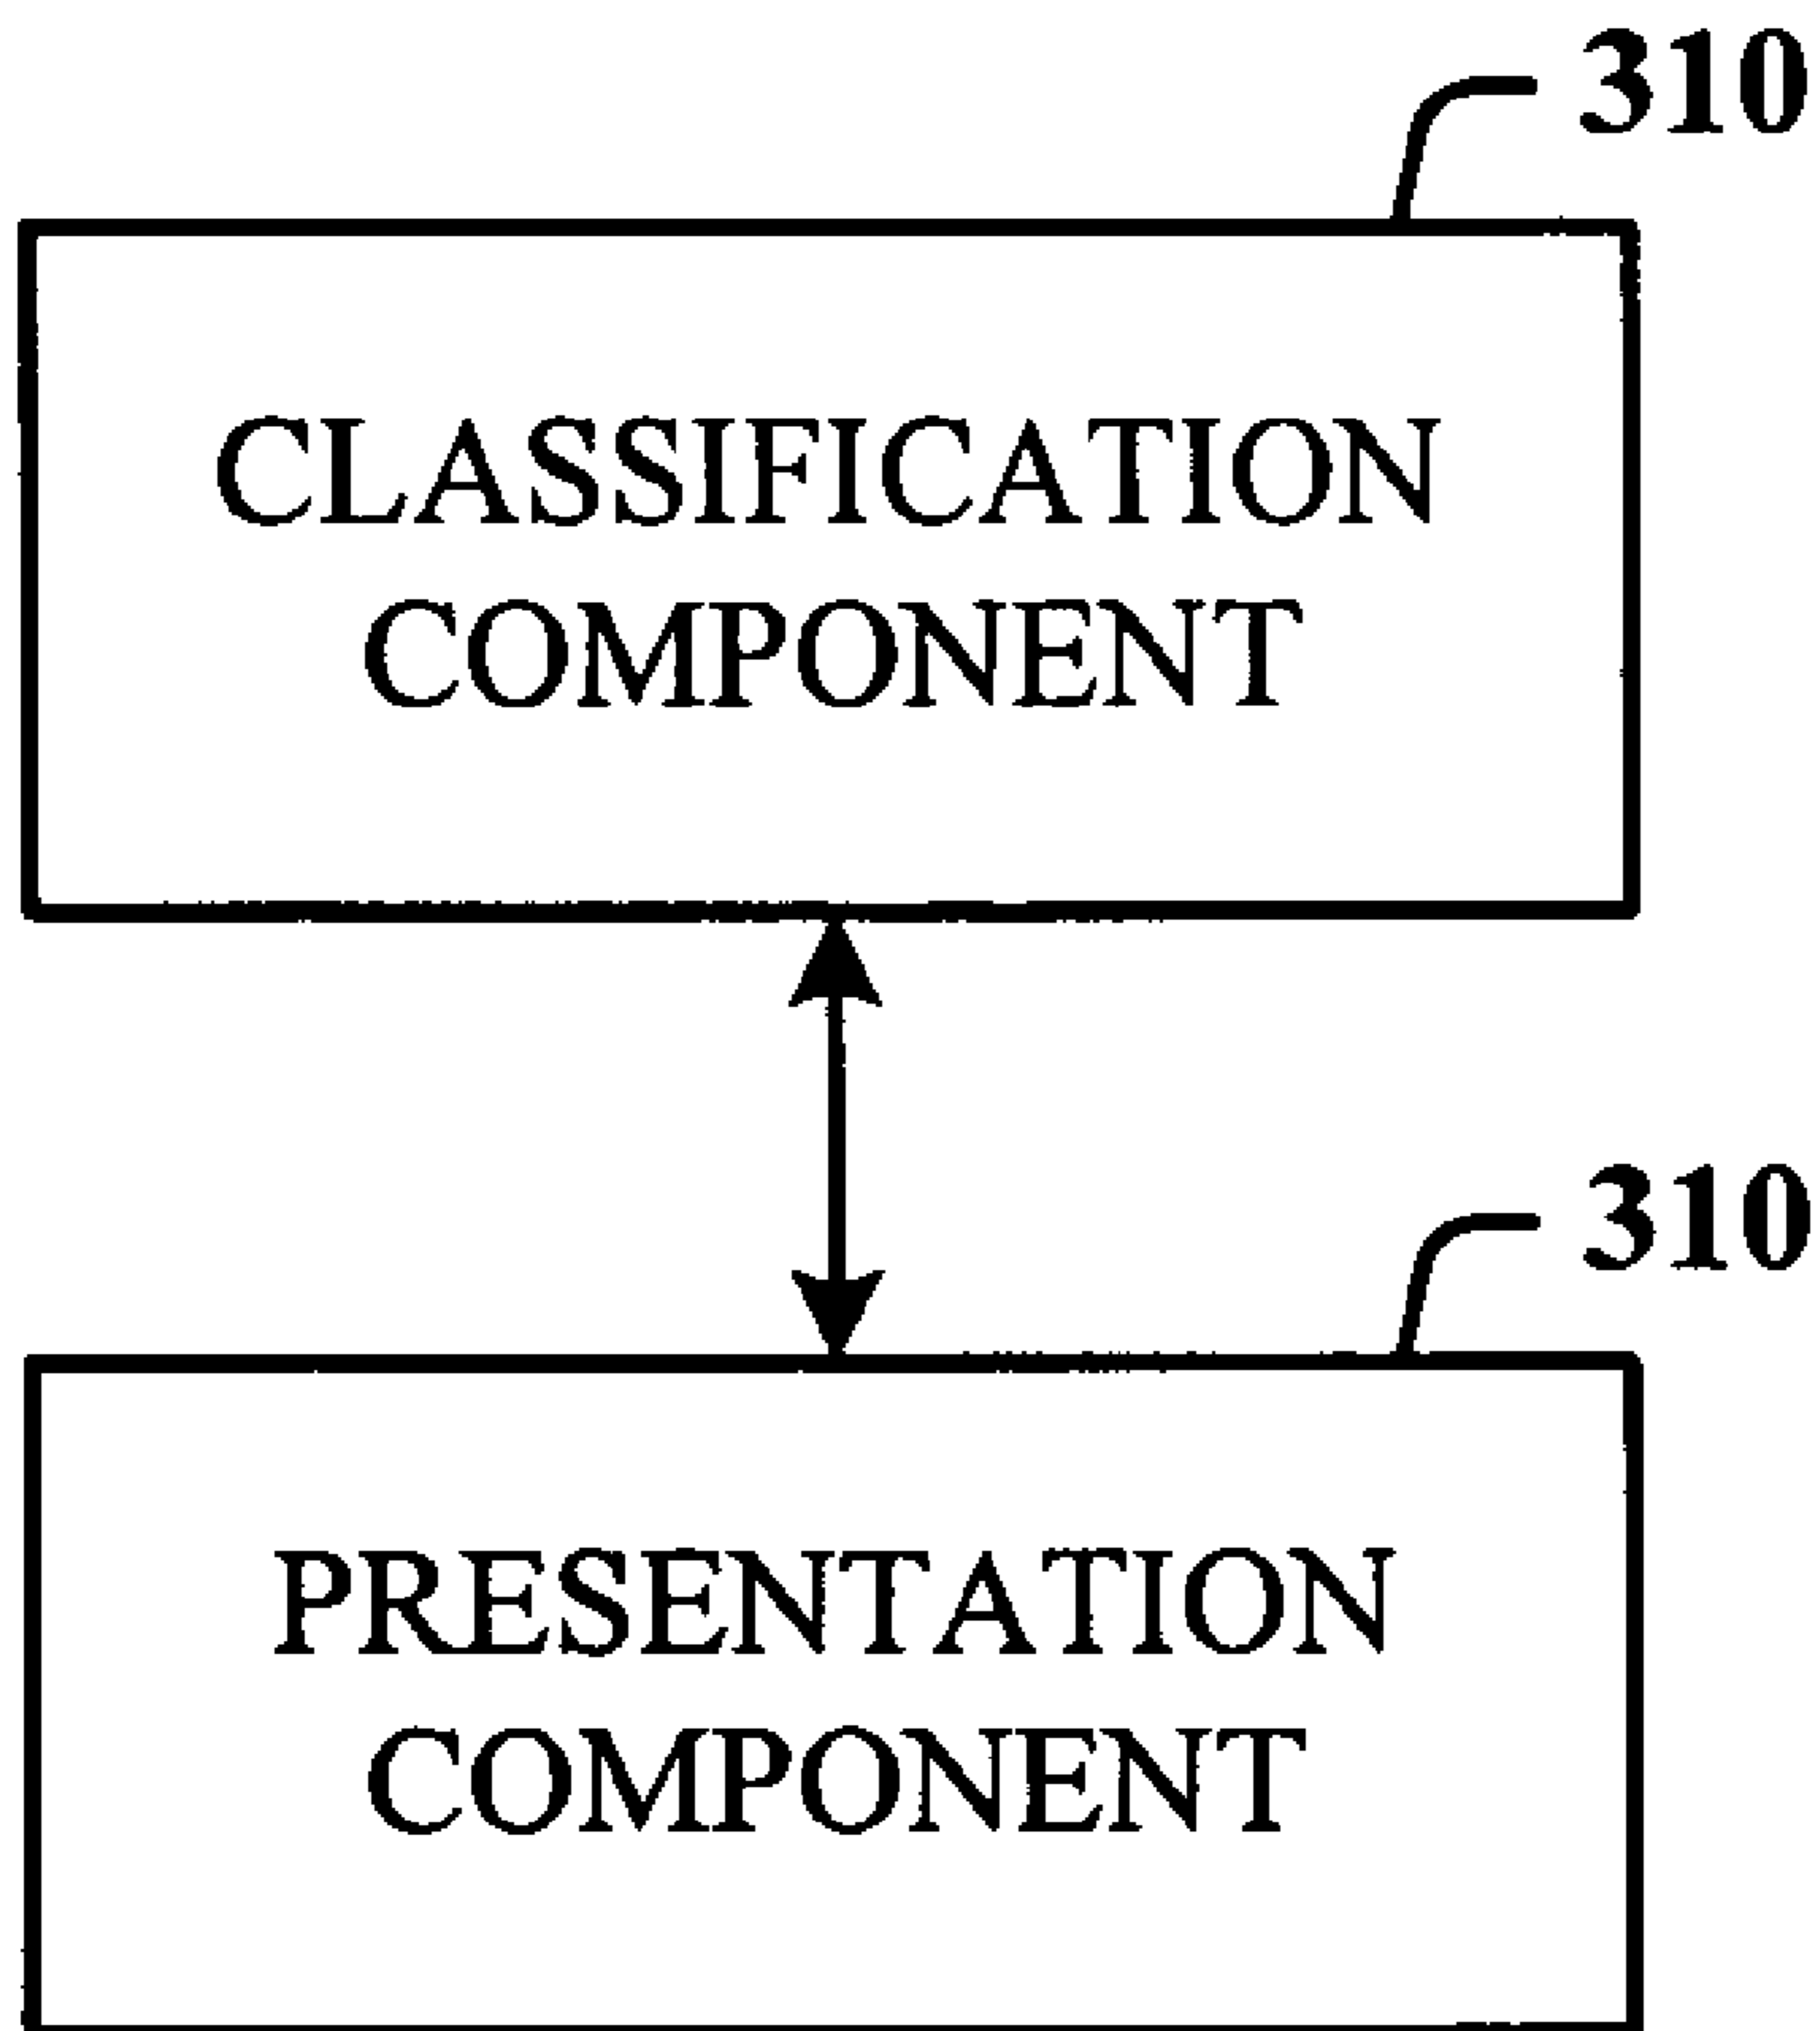 310
CLASSIFICATION
COMPONENT
310
PRESENTATION
COMPONENT